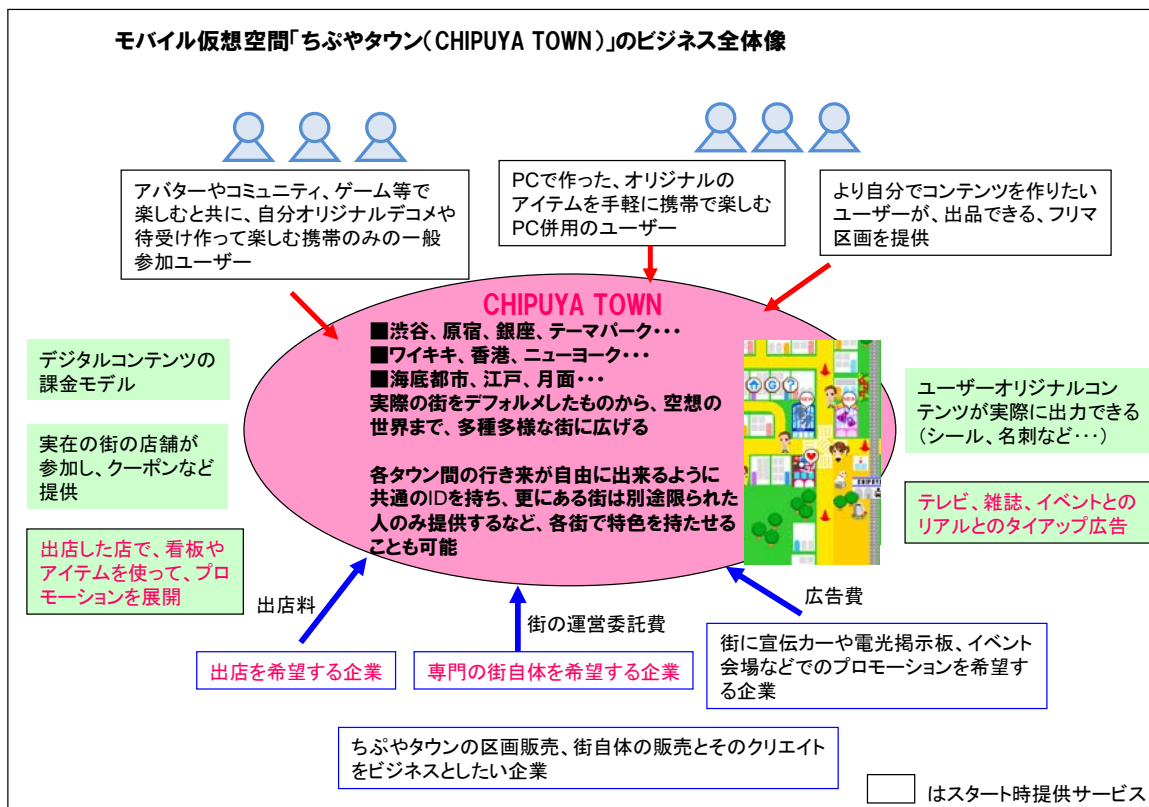 モバイル仮想空間「ちぷやタウン(CHIPUYA TOWN)」のビジネス全体像
アバターやコミュニティ、ゲーム等で
楽しむと共に、自分オリジナルデコメや
待受け作って楽しむ携帯のみの一般
参加ユーザー
PCで作った、オリジナルの
アイテムを手軽に携帯で楽しむ
PC併用のユーザー
より自分でコンテンツを作りたい
ユーザーが、出品できる、フリマ
区画を提供
CHIPUYA TOWN
■渋谷、原宿、銀座、テーマパーク・・・
■ワイキキ、香港、ニューヨーク・・・
■海底都市、江戸、月面・・・
実際の街をデフォルメしたものから、空想の
世界まで、多種多様な街に広げる
各タウン間の行き来が自由に出来るように
共通のIDを持ち、更にある街は別途限られた
人のみ提供するなど、各街で特色を持たせる
ことも可能
デジタルコンテンツの
課金モデル
実在の街の店舗が
参加し、クーポンなど
提供
出店した店で、看板や
アイテムを使って、プロ
モーションを展開
G
?
NEW
NEW
CHIPUYA
ユーザーオリジナルコン
テンツが実際に出力できる
(シール、名刺など・・・)
テレビ、雑誌、イベントとの
リアルとのタイアップ広告
出店料
街の運営委託費
広告費
出店を希望する企業
専門の街自体を希望する企業
街に宣伝カーや電光掲示板、イベント
会場などでのプロモーションを希望す
る企業
ちぷやタウンの区画販売、街自体の販売とそのクリエイト
をビジネスとしたい企業
はスタート時提供サービス